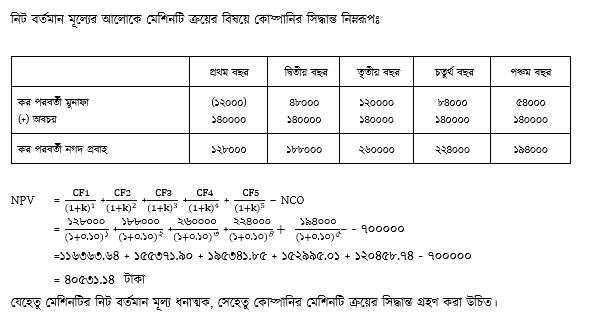 নিট বর্তমান মূল্যের আলোকে মেশিনটি ক্রয়ের বিষয়ে কোম্পানির সিদ্ধান্ত নিম্নরূপঃ
প্রথম বছর দ্বিতীয় বছর তৃতীয় বছর চতুর্থ বছর পঞ্চম বছর
কর পরবর্তী মুনাফা (১২০০০) ৪৮০০০ ১২০০০০ ৮৪০০০ ৫৪০০০
(+) অবচয় ১৪০০০০ ১৪০০০০ ১৪০০০০ ১৪০০০০ ১৪০০০০
কর পরবর্তী নগদ প্রবাহ ১২৮০০০ ১৮৮০০০ ২৬০০০০ ২২৪০০০ ১৯৪০০০
NPV = CF1/(1+k)^1 + CF2/(1+k)^2 + CF3/(1+k)^3 + CF4/(1+k)^4 + CF5/(1+k)^5 − NCO
= ১২৮০০০/(১+০.১০)^১ + ১৮৮০০০/(১+০.১০)^২ + ২৬০০০০/(১+০.১০)^৩ + ২২৪০০০/(১+০.১০)^৪ + ১৯৪০০০/(১+০.১০)^৫ - ৭০০০০০
=১১৬৩৬৩.৬৪ + ১৫৫৩৭১.৯০ + ১৯৫৩৪১.৮৫ + ১৫২৯৯৫.০১ + ১২০৪৫৮.৭৪ - ৭০০০০০
= ৪০৫৩১.১৪ টাকা
যেহেতু মেশিনটির নিট বর্তমান মূল্য ধনাত্মক, সেহেতু কোম্পানির মেশিনটি ক্রয়ের সিদ্ধান্ত গ্রহণ করা উচিত।